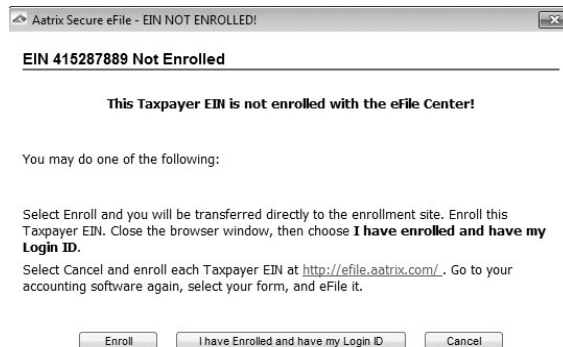 Aatrix Secure eFile - EIN NOT ENROLLED!
EIN 415287889 Not Enrolled
This Taxpayer EIN is not enrolled with the eFile Center!
You may do one of the following:
Select Enroll and you will be transferred directly to the enrollment site. Enroll this
Taxpayer EIN. Close the browser window, then choose I have enrolled and have my
Login ID.
Select Cancel and enroll each Taxpayer EIN at http://efile.aatrix.com/ . Go to your
accounting software again, select your form, and eFile it.
Enroll I have Enrolled and have my Login ID Cancel